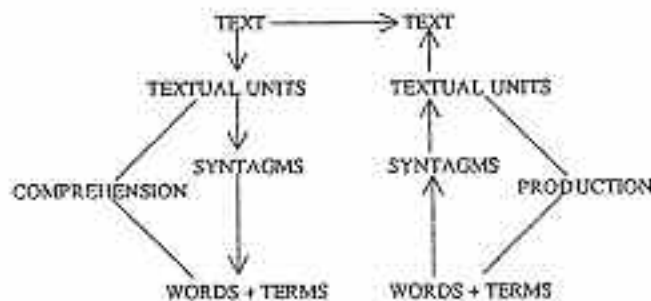 TEXT TEXT
TEXTUAL UNITS TEXTUAL UNITS
SYNTAGMS SYNTAGMS
COMPREHENSION PRODUCTION
WORDS + TERMS WORDS + TERMS